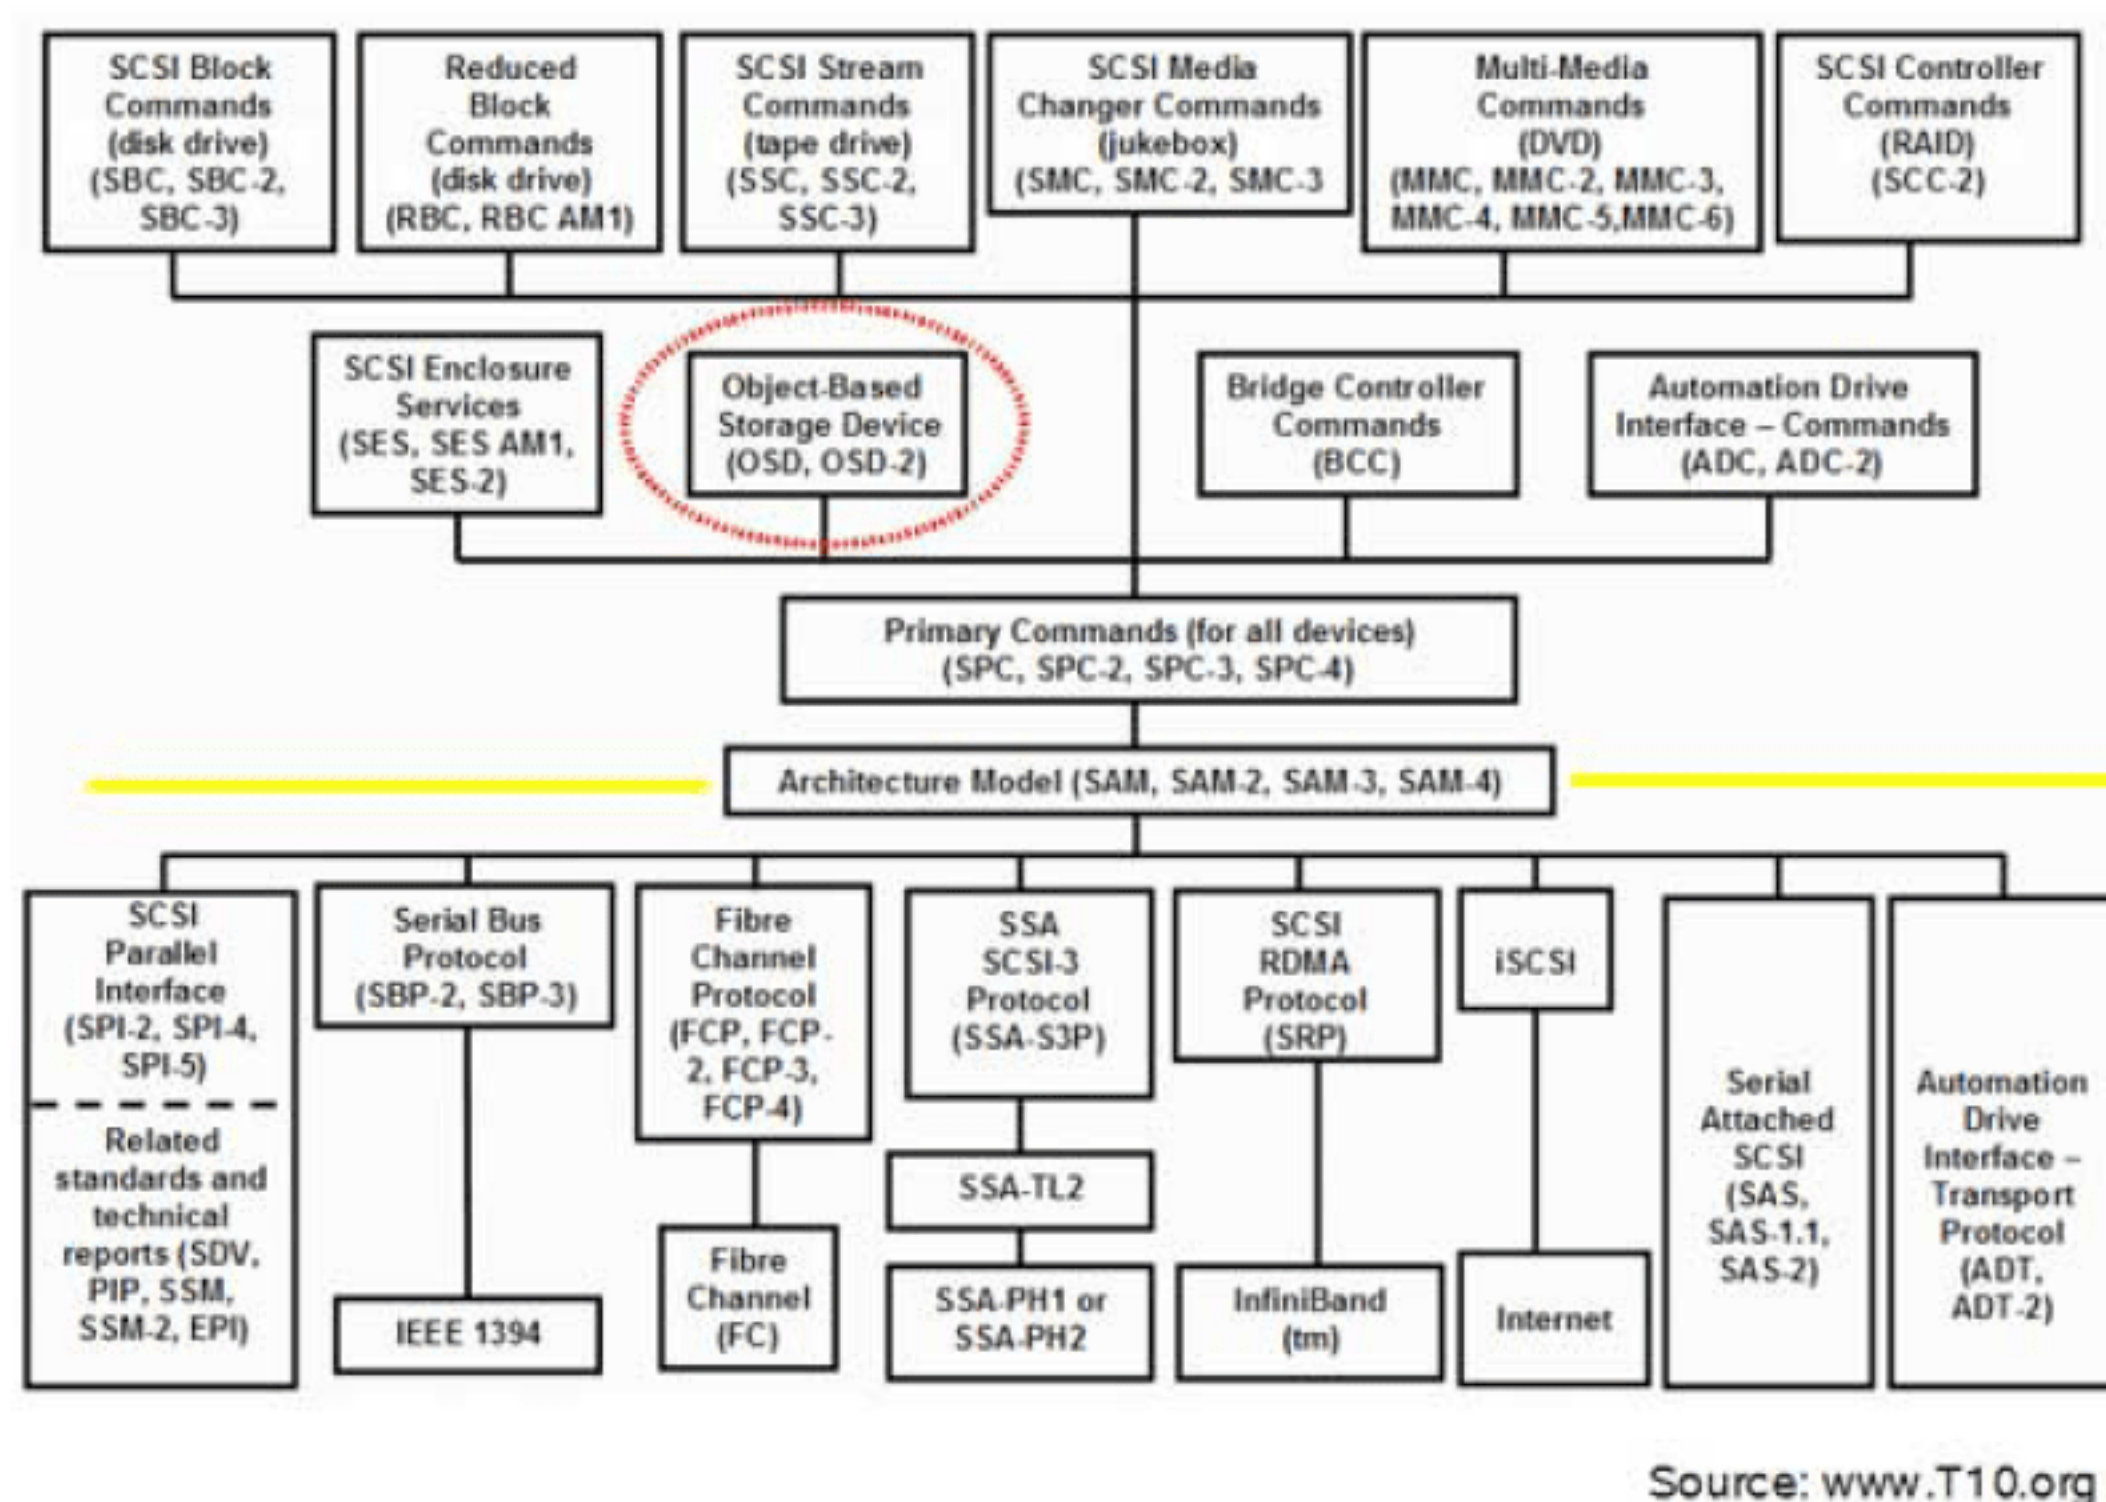 SCSI Block
Commands
(disk drive)
(SBC, SBC-2,
SBC-3)
Reduced
Block
Commands
(disk drive)
(RBC, RBC AM1)
SCSI Stream
Commands
(tape drive)
(SSC, SSC-2,
SSC-3)
SCSI Media
Changer Commands
(jukebox)
(SMC, SMC-2, SMC-3
Multi-Media
Commands
(DVD)
(MMC, MMC-2, MMC-3,
MMC-4, MMC-5,MMC-6)
SCSI Controller
Commands
(RAID)
(SCC-2)
SCSI Enclosure
Services
(SES, SES AM1,
SES-2)
Object-Based
Storage Device
(OSD, OSD-2)
Bridge Controller
Commands
(BCC)
Automation Drive
Interface – Commands
(ADC, ADC-2)
Primary Commands (for all devices)
(SPC, SPC-2, SPC-3, SPC-4)
Architecture Model (SAM, SAM-2, SAM-3, SAM-4)
SCSI
Parallel
Interface
(SPI-2, SPI-4,
SPI-5)
Related
standards and
technical
reports (SDV,
PIP, SSM,
SSM-2, EPI)
Serial Bus
Protocol
(SBP-2, SBP-3)
IEEE 1394
Fibre
Channel
Protocol
(FCP, FCP-
2, FCP-3,
FCP-4)
Fibre
Channel
(FC)
SSA
SCSI-3
Protocol
(SSA-S3P)
SSA-TL2
SSA-PH1 or
SSA-PH2
SCSI
RDMA
Protocol
(SRP)
InfiniBand
(tm)
iSCSI
Internet
Serial
Attached
SCSI
(SAS,
SAS-1.1,
SAS-2)
Automation
Drive
Interface –
Transport
Protocol
(ADT,
ADT-2)
Source: www.T10.org